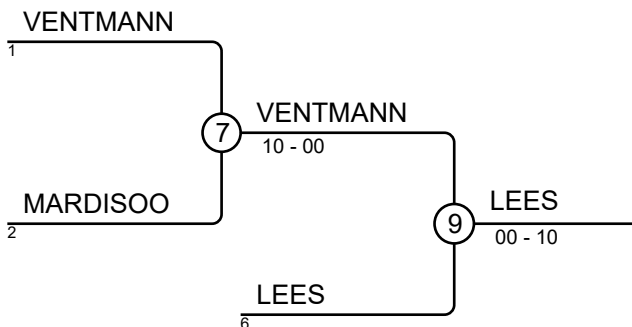 VENTMANN
1
7
VENTMANN
10 - 00
MARDISOO
2
9
LEES
00 - 10
LEES
6